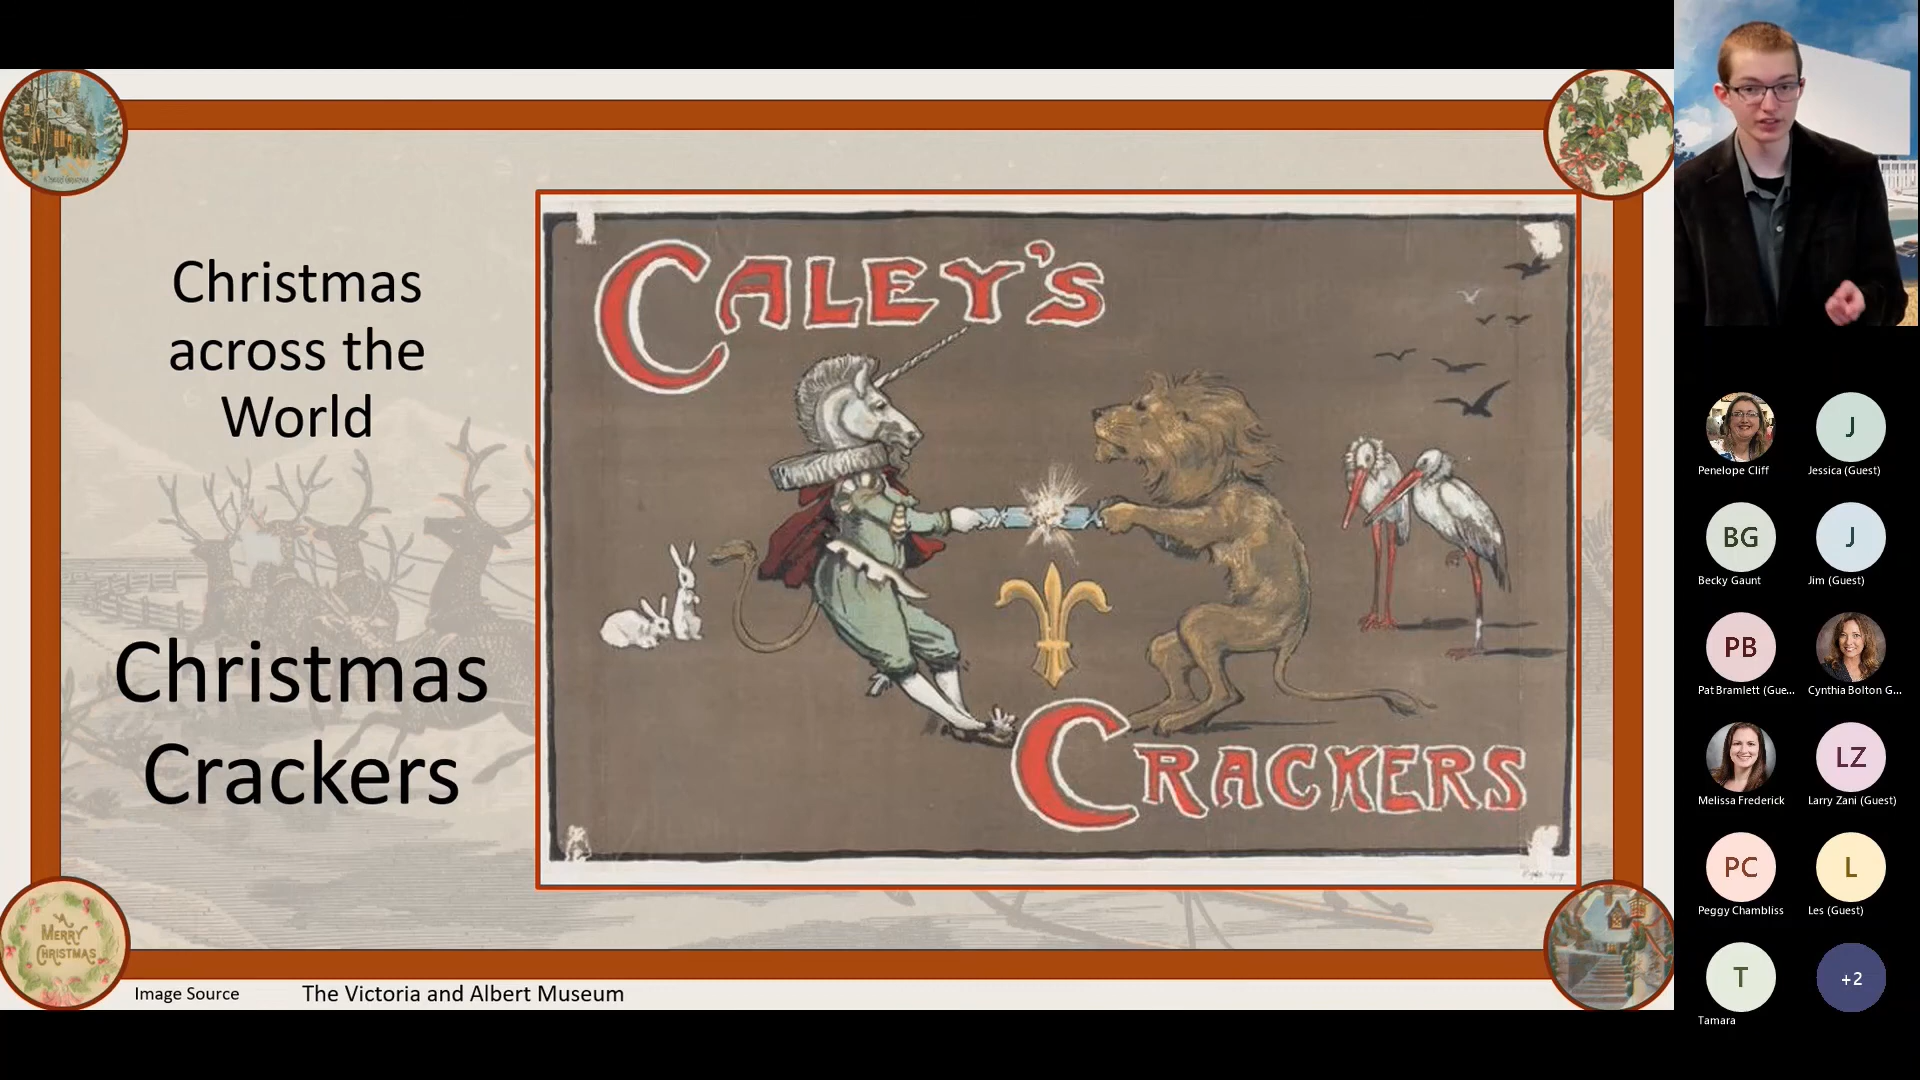 Christmas
across the
World
Christmas
Crackers
CALEY'S
CRACKERS
A
MERRY
CHRISTMAS
Image Source
The Victoria and Albert Museum
Penelope Cliff
J
Jessica (Guest)
BG
Becky Gaunt
J
Jim (Guest)
PB
Pat Bramlett (Gue...
Cynthia Bolton G...
Melissa Frederick
LZ
Larry Zani (Guest)
PC
Peggy Chambliss
L
Les (Guest)
T
Tamara
+2